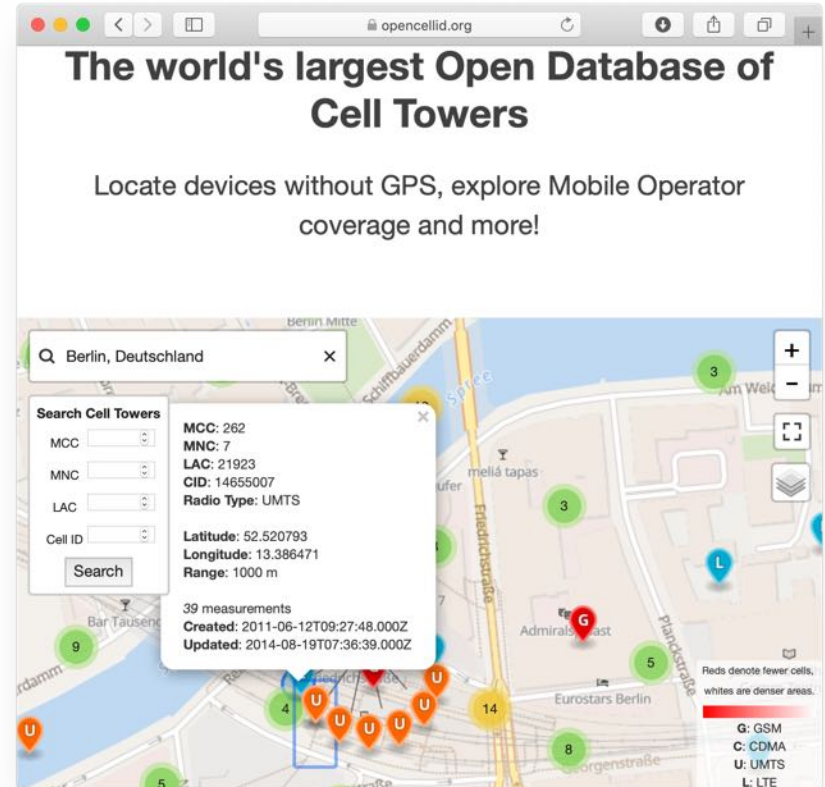 opencellid.org
The world's largest Open Database of
Cell Towers
Locate devices without GPS, explore Mobile Operator
coverage and more!
Berlin Mitte
Berlin, Deutschland
Schiffbauerdamm
Spree
3
+
−
Search Cell Towers
MCC
MNC
LAC
Cell ID
Search
MCC: 262
MNC: 7
LAC: 21923
CID: 14655007
Radio Type: UMTS
Latitude: 52.520793
Longitude: 13.386471
Range: 1000 m
39 measurements
Created: 2011-06-12T09:27:48.000Z
Updated: 2014-08-19T07:36:39.000Z
meliá tapas
ufer
Friedrichstraße
3
L
7
G
Planckstraße
Bar Tausend
9
5
rdamm
4
U
U
U
U
U
U
U
14
Eurostars Berlin
8
5
Reds denote fewer cells,
whites are denser areas.
G: GSM
C: CDMA
U: UMTS
L: LTE